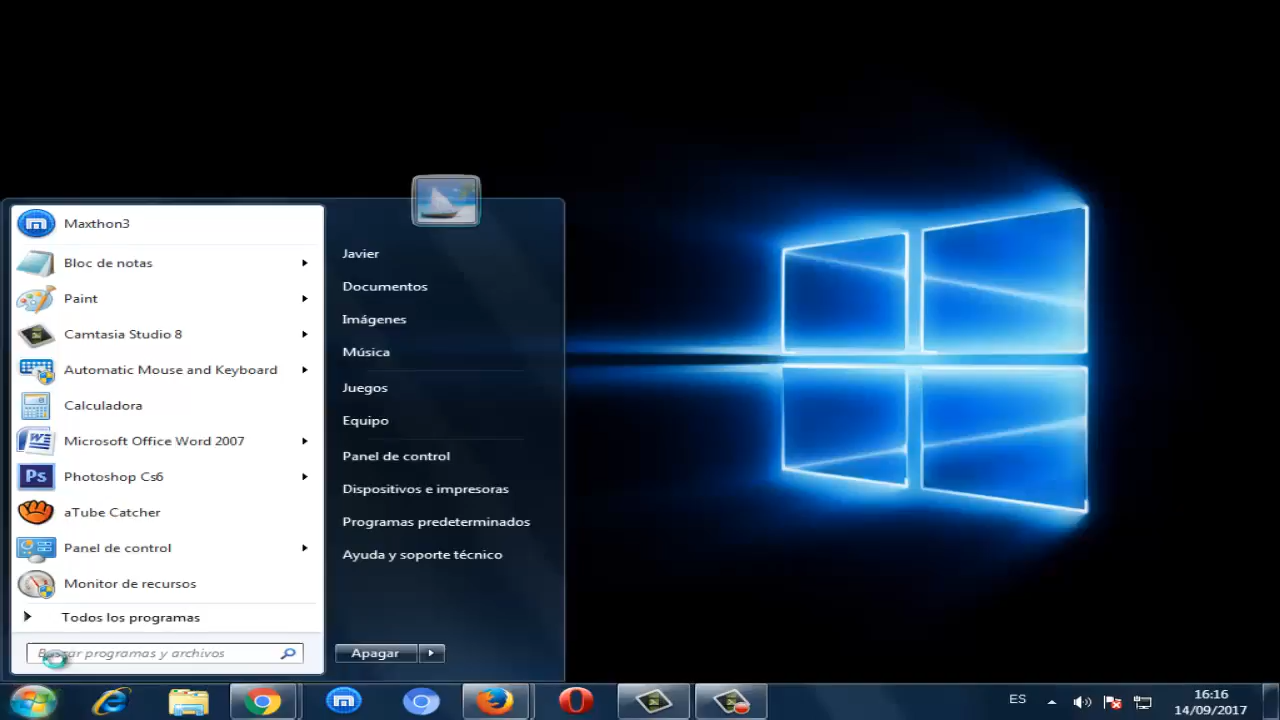 Maxthon3
Bloc de notas
Paint
Camtasia Studio 8
Automatic Mouse and Keyboard
Calculadora
Microsoft Office Word 2007
Ps Photoshop Cs6
aTube Catcher
Panel de control
Monitor de recursos
Todos los programas
Buscar programas y archivos
Javier
Documentos
Imágenes
Música
Juegos
Equipo
Panel de control
Dispositivos e impresoras
Programas predeterminados
Ayuda y soporte técnico
Apagar
ES
16:16
14/09/2017